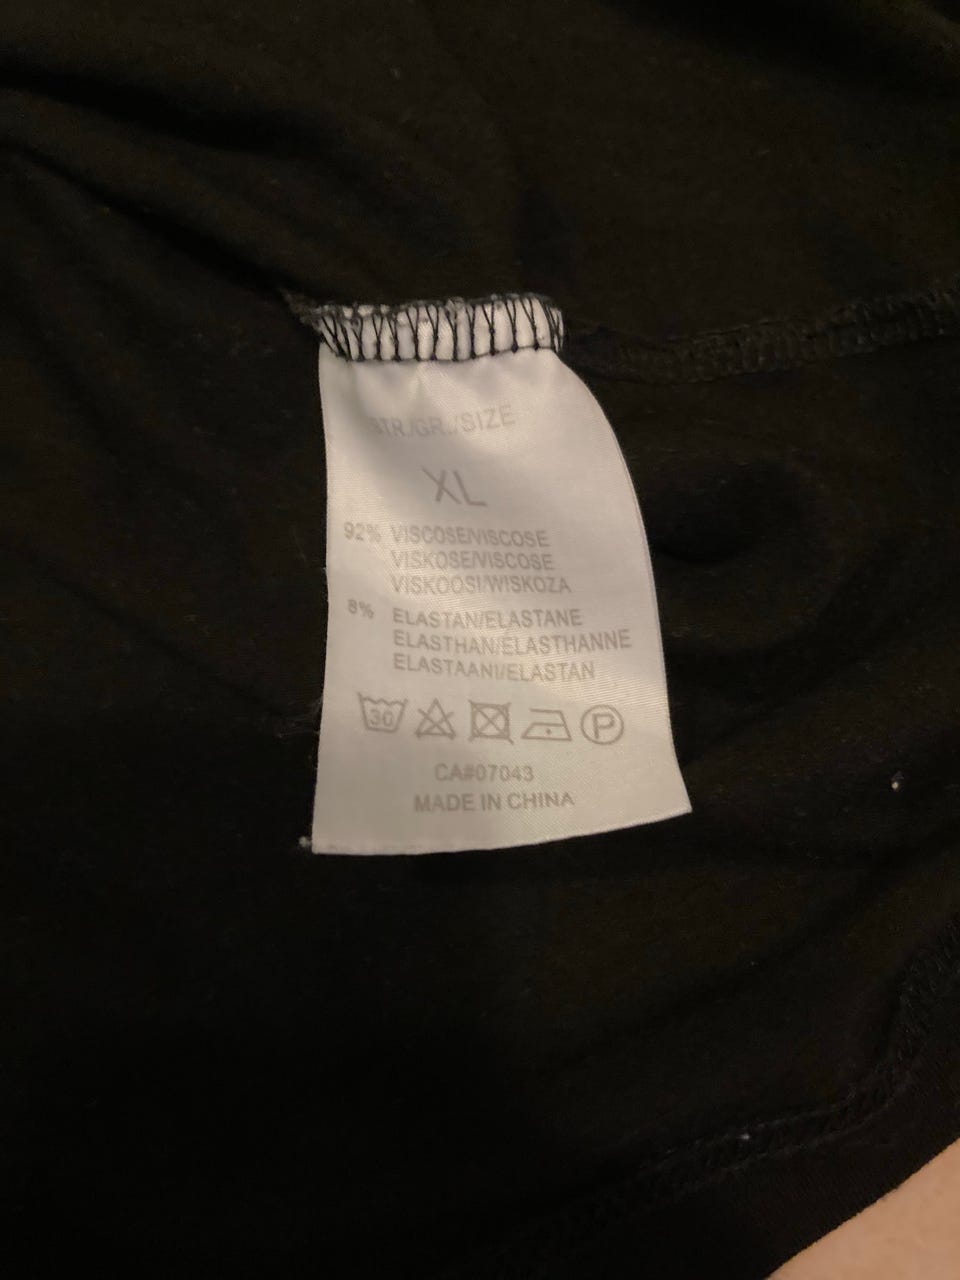 STR./GR../SIZE
XL
92% VISCOSE/VISCOSE
VISKOSE/VISCOSE
VISKOOSI/WISKOZA
8% ELASTAN/ELASTANE
ELASTHAN/ÉLASTHANNE
ELASTAANI/ELASTAN
30 P
CA#07043
MADE IN CHINA